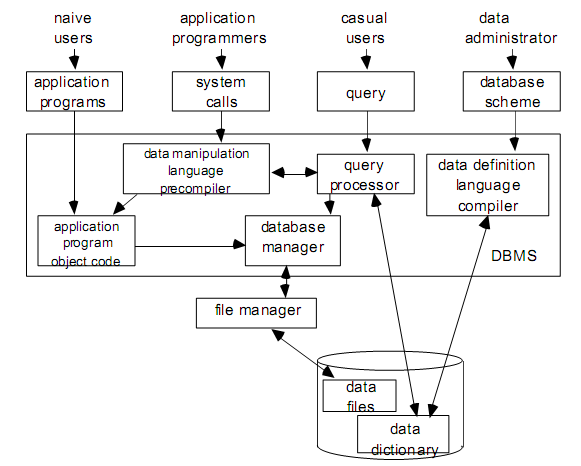 naive
users
application
programmers
casual
users
data
administrator
application
programs
system
calls
query
database
scheme
data manipulation
language
precompiler
query
processor
data definition
language
compiler
application
program
object code
database
manager
DBMS
file manager
data
files
data
dictionary